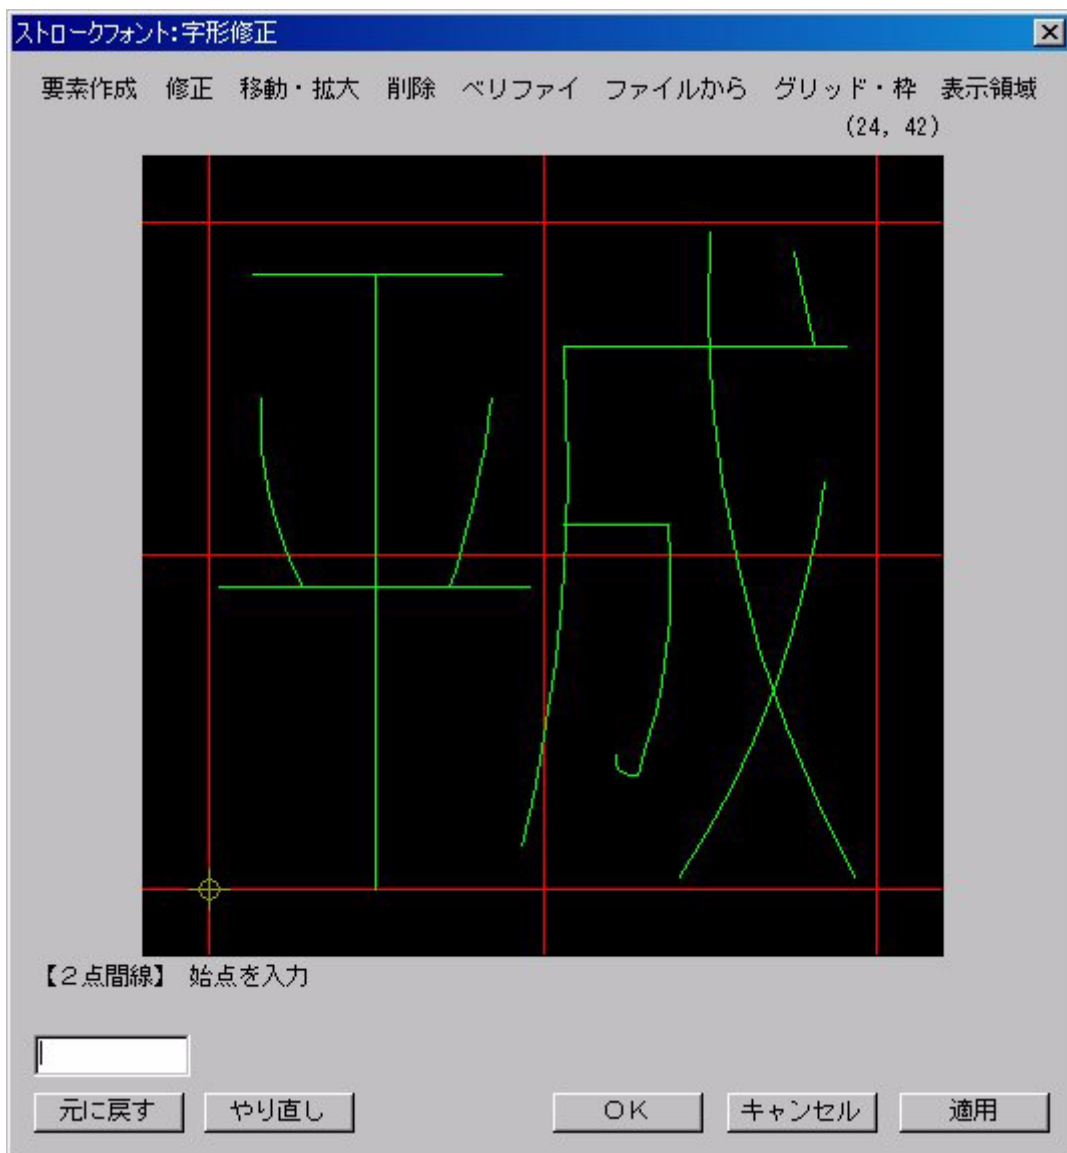 ストロークフォント:字形修正
要素作成 修正 移動・拡大 削除 ベリファイ ファイルから グリッド・枠 表示領域
(24, 42)
平成
【２点間線】 始点を入力
元に戻す やり直し ＯＫ キャンセル 適用